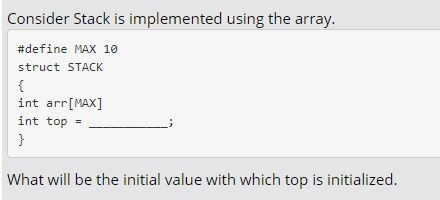 Consider Stack is implemented using the array.
#define MAX 10
struct STACK
{
int arr[MAX]
int top = ___________;
}
What will be the initial value with which top is initialized.